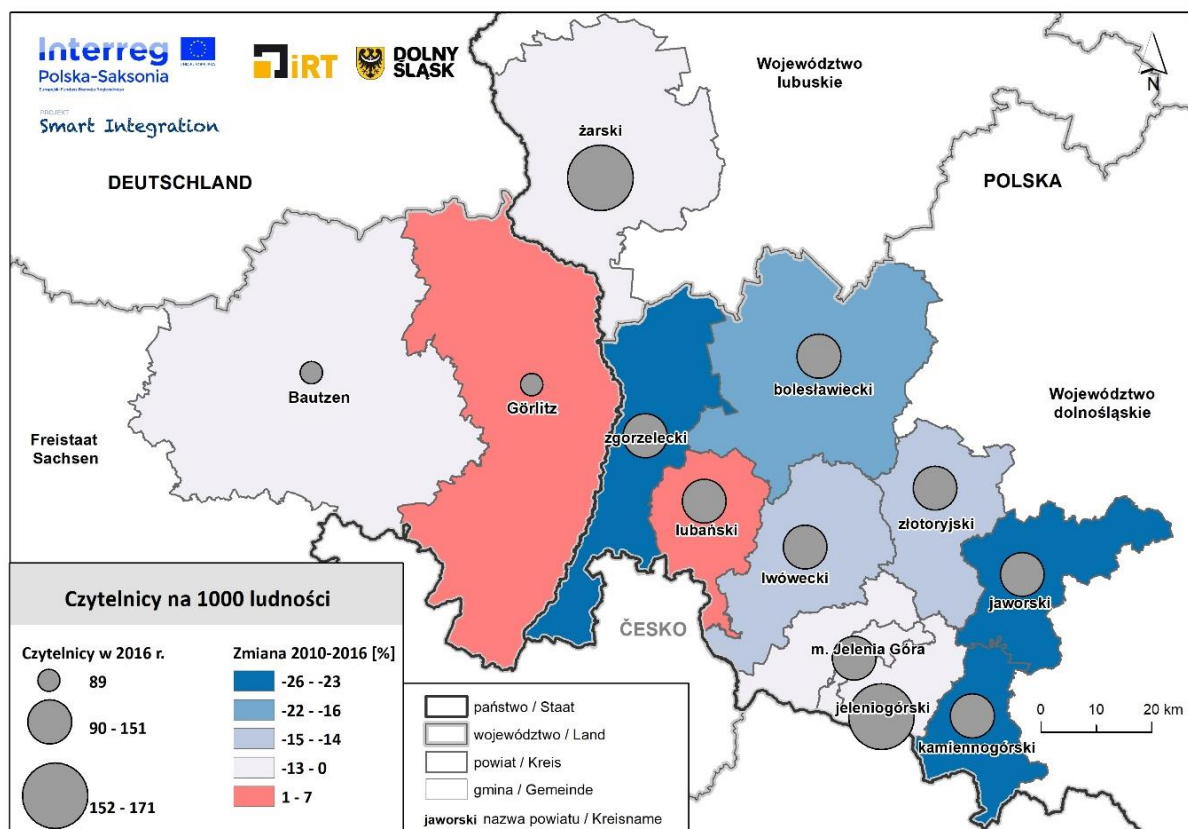 Interreg
Polska-Saksonia
PROJEKT
Smart Integration
iRT
DOLNY
ŚLĄSK
Województwo
lubuskie
N
żarski
DEUTSCHLAND
POLSKA
bolesławiecki
Województwo
dolnośląskie
Bautzen
Görlitz
zgorzelecki
Freistaat
Sachsen
złotoryjski
lubański
lwówecki
jaworski
ČESKO
m. Jelenia Góra
jeleniogórski
kamiennogórski
0 10 20 km
Czytelnicy na 1000 ludności
Czytelnicy w 2016 r.
89
90 - 151
152 - 171
Zmiana 2010-2016 [%]
-26 - -23
-22 - -16
-15 - -14
-13 - 0
1 - 7
państwo / Staat
województwo / Land
powiat / Kreis
gmina / Gemeinde
jaworski nazwa powiatu / Kreisname